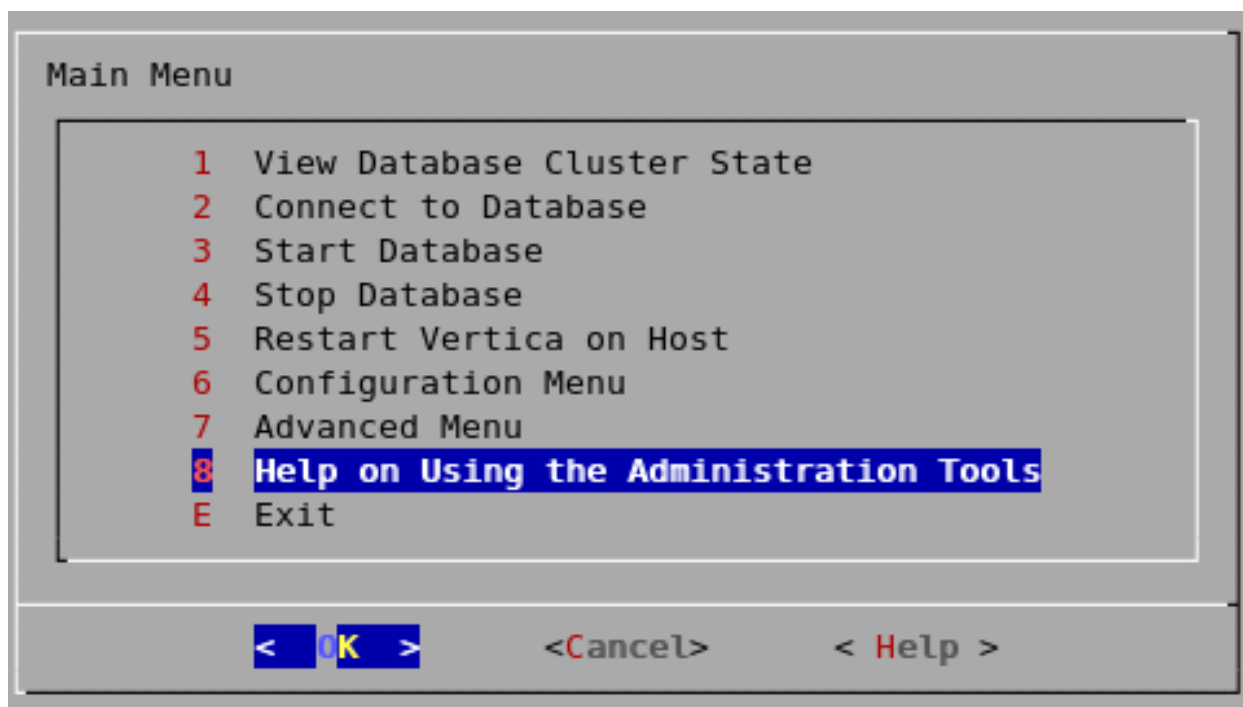 Main Menu
1 View Database Cluster State
2 Connect to Database
3 Start Database
4 Stop Database
5 Restart Vertica on Host
6 Configuration Menu
7 Advanced Menu
8 Help on Using the Administration Tools
E Exit
< OK > <Cancel> < Help >